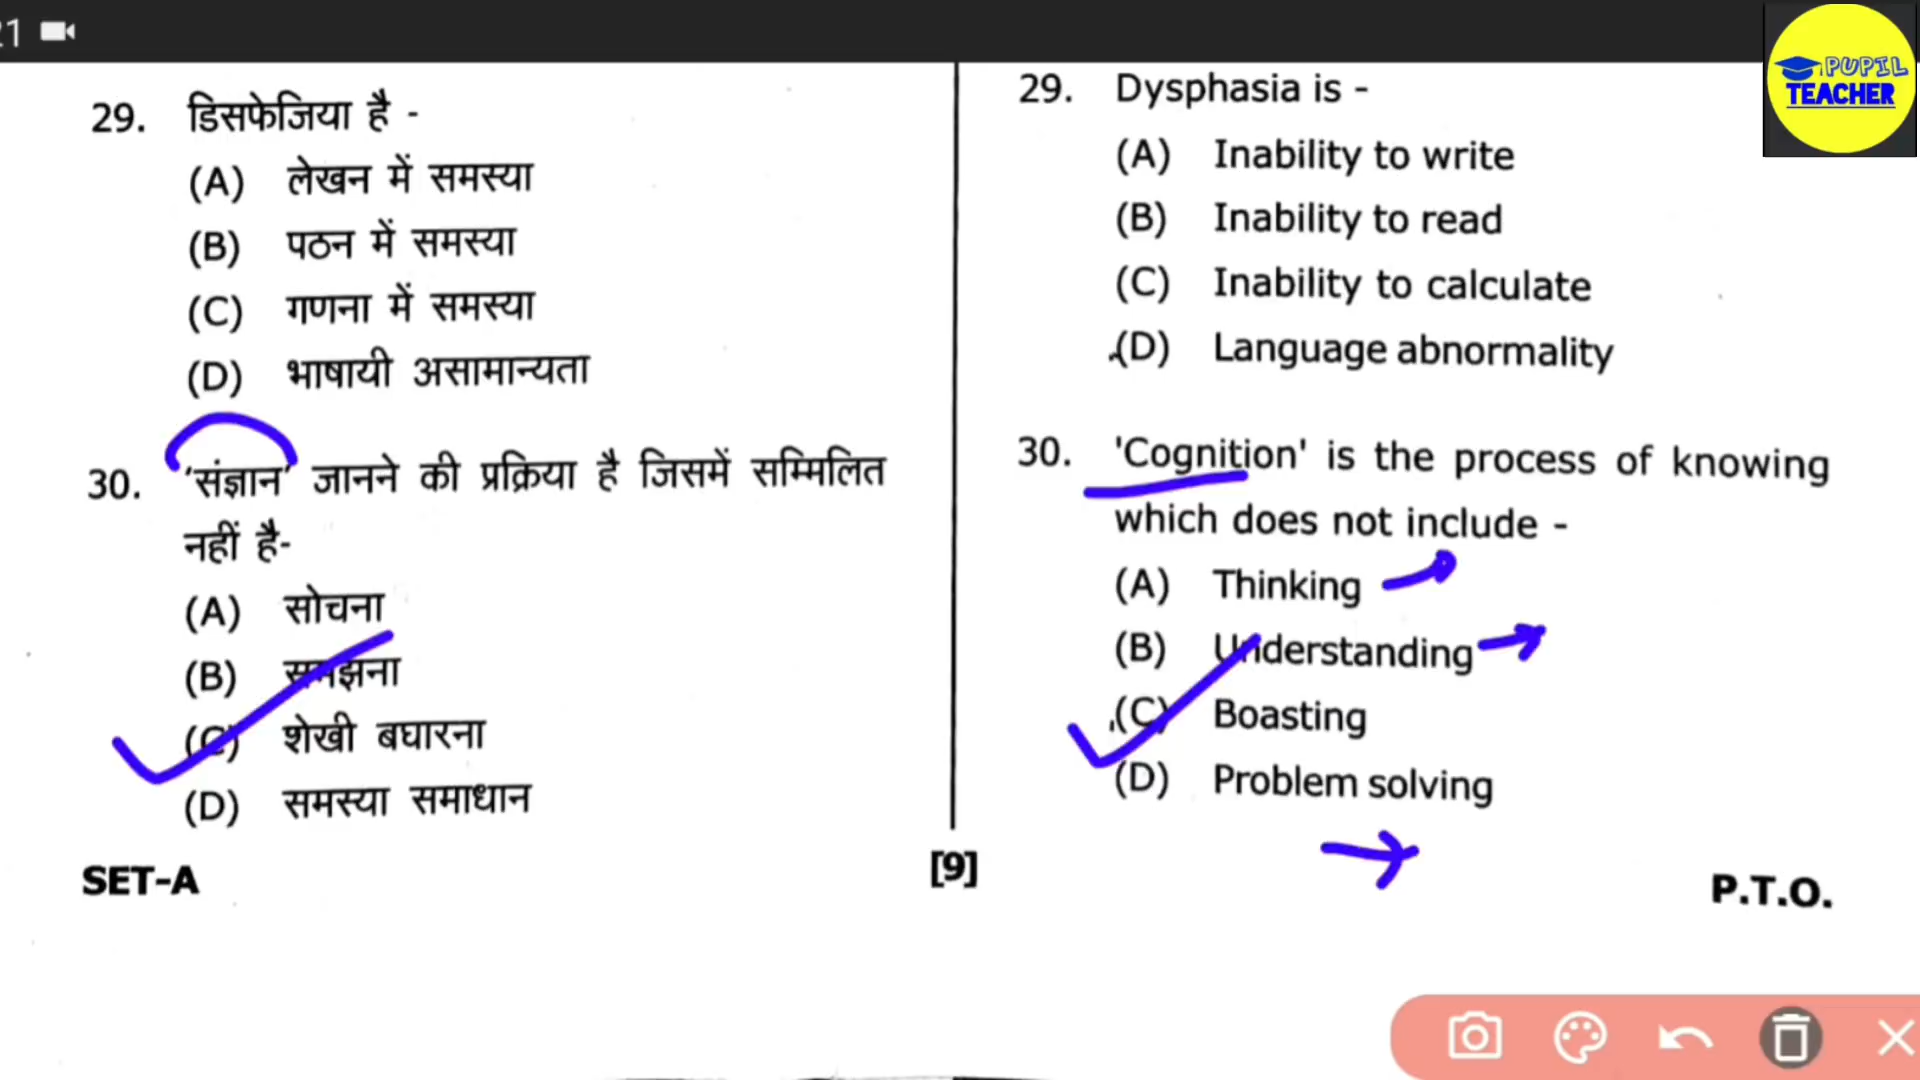 21
PUPIL
TEACHER
29. डिसफेजिया है -
(A) लेखन में समस्या
(B) पठन में समस्या
(C) गणना में समस्या
(D) भाषायी असामान्यता
30. 'संज्ञान' जानने की प्रक्रिया है जिसमें सम्मिलित
नहीं है-
(A) सोचना
(B) समझना
(C) शेखी बघारना
(D) समस्या समाधान
29. Dysphasia is -
(A) Inability to write
(B) Inability to read
(C) Inability to calculate
(D) Language abnormality
30. 'Cognition' is the process of knowing
which does not include -
(A) Thinking
(B) Understanding
(C) Boasting
(D) Problem solving
SET-A
[9]
P.T.O.